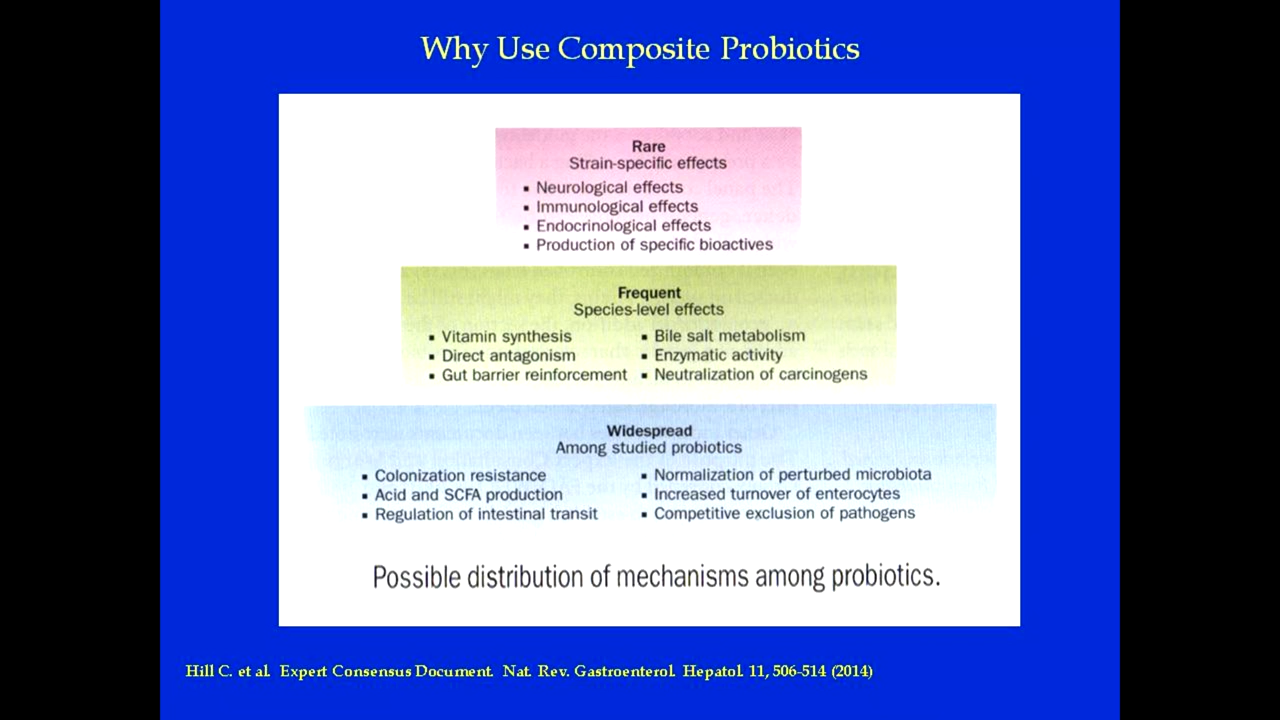 Why Use Composite Probiotics
Rare
Strain-specific effects
▪ Neurological effects
▪ Immunological effects
▪ Endocrinological effects
▪ Production of specific bioactives
Frequent
Species-level effects
▪ Vitamin synthesis
▪ Direct antagonism
▪ Gut barrier reinforcement
▪ Bile salt metabolism
▪ Enzymatic activity
▪ Neutralization of carcinogens
Widespread
Among studied probiotics
▪ Colonization resistance
▪ Acid and SCFA production
▪ Regulation of intestinal transit
▪ Normalization of perturbed microbiota
▪ Increased turnover of enterocytes
▪ Competitive exclusion of pathogens
Possible distribution of mechanisms among probiotics.
Hill C. et al. Expert Consensus Document. Nat. Rev. Gastroenterol. Hepatol. 11, 506-514 (2014)